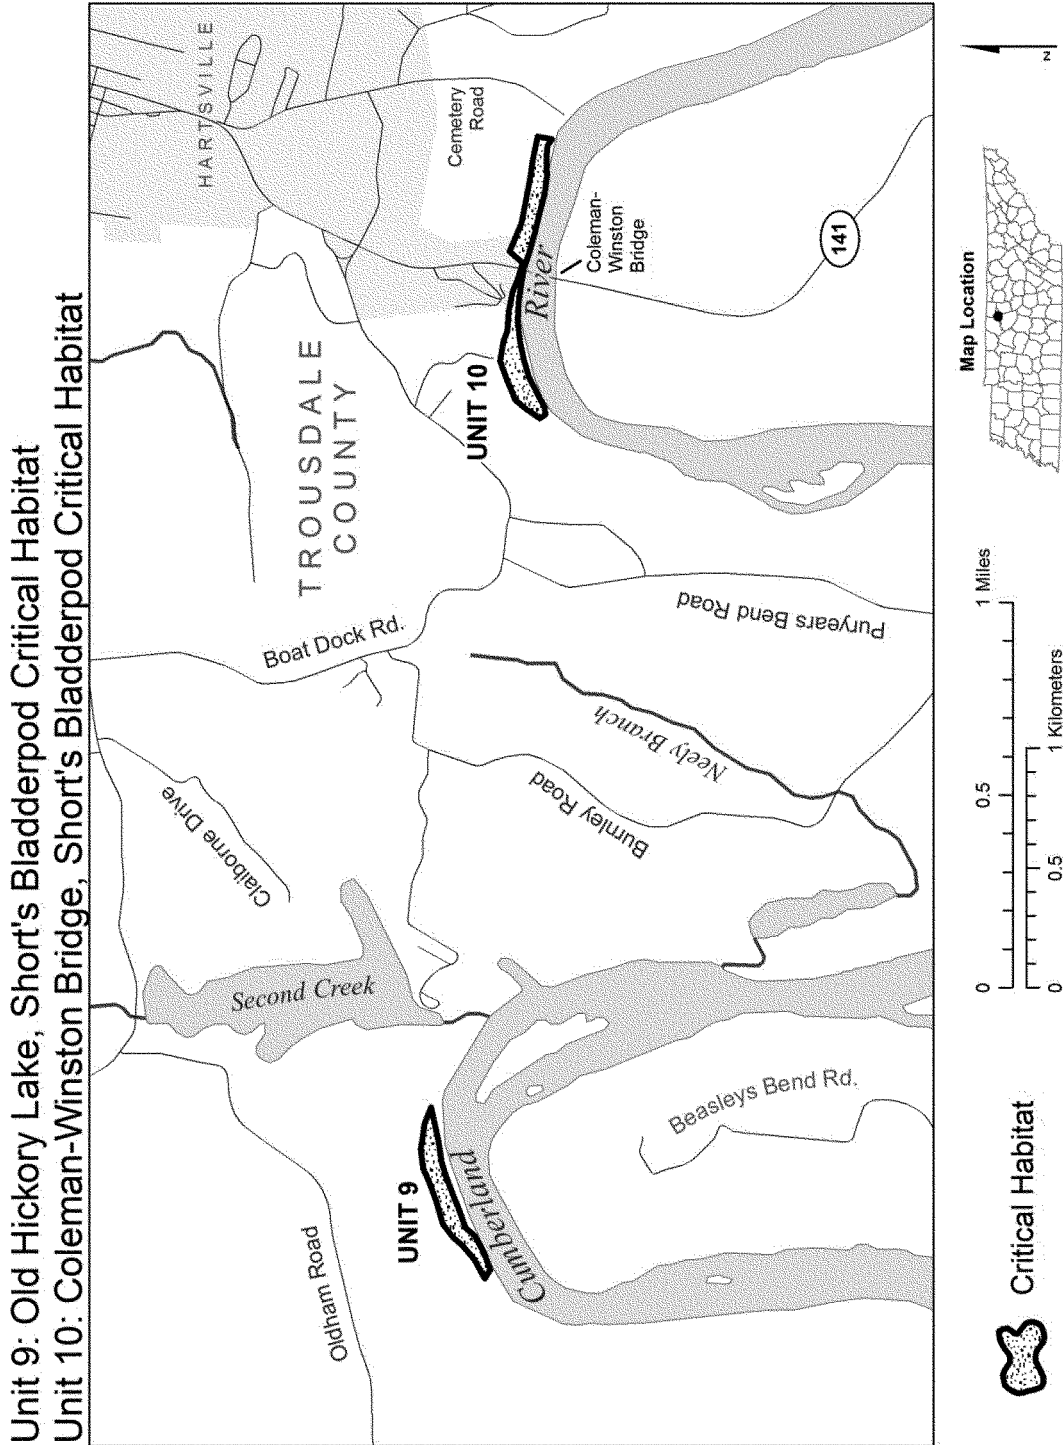 Unit 9: Old Hickory Lake, Short's Bladderpod Critical Habitat
Unit 10: Coleman-Winston Bridge, Short's Bladderpod Critical Habitat
HARTSVILLE
Claiborne Drive
Second Creek
Boat Dock Rd.
TROUSDALE
COUNTY
Oldham Road
Cemetery
Road
UNIT 9
UNIT 10
Cumberland
River
Burnley Road
Neely Branch
Coleman-
Winston
Bridge
Beasleys Bend Rd.
Puryears Bend Road
141
Critical Habitat
0 0.5 1 Miles
0 0.5 1 Kilometers
Map Location
N